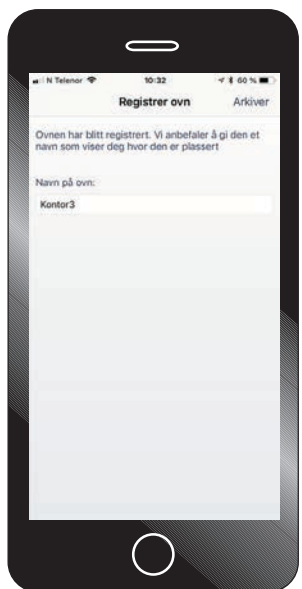 N Telenor 10:32 60 %
Registrer ovn Arkiver
Ovnen har blitt registrert. Vi anbefaler å gi den et
navn som viser deg hvor den er plassert
Navn på ovn:
Kontor3